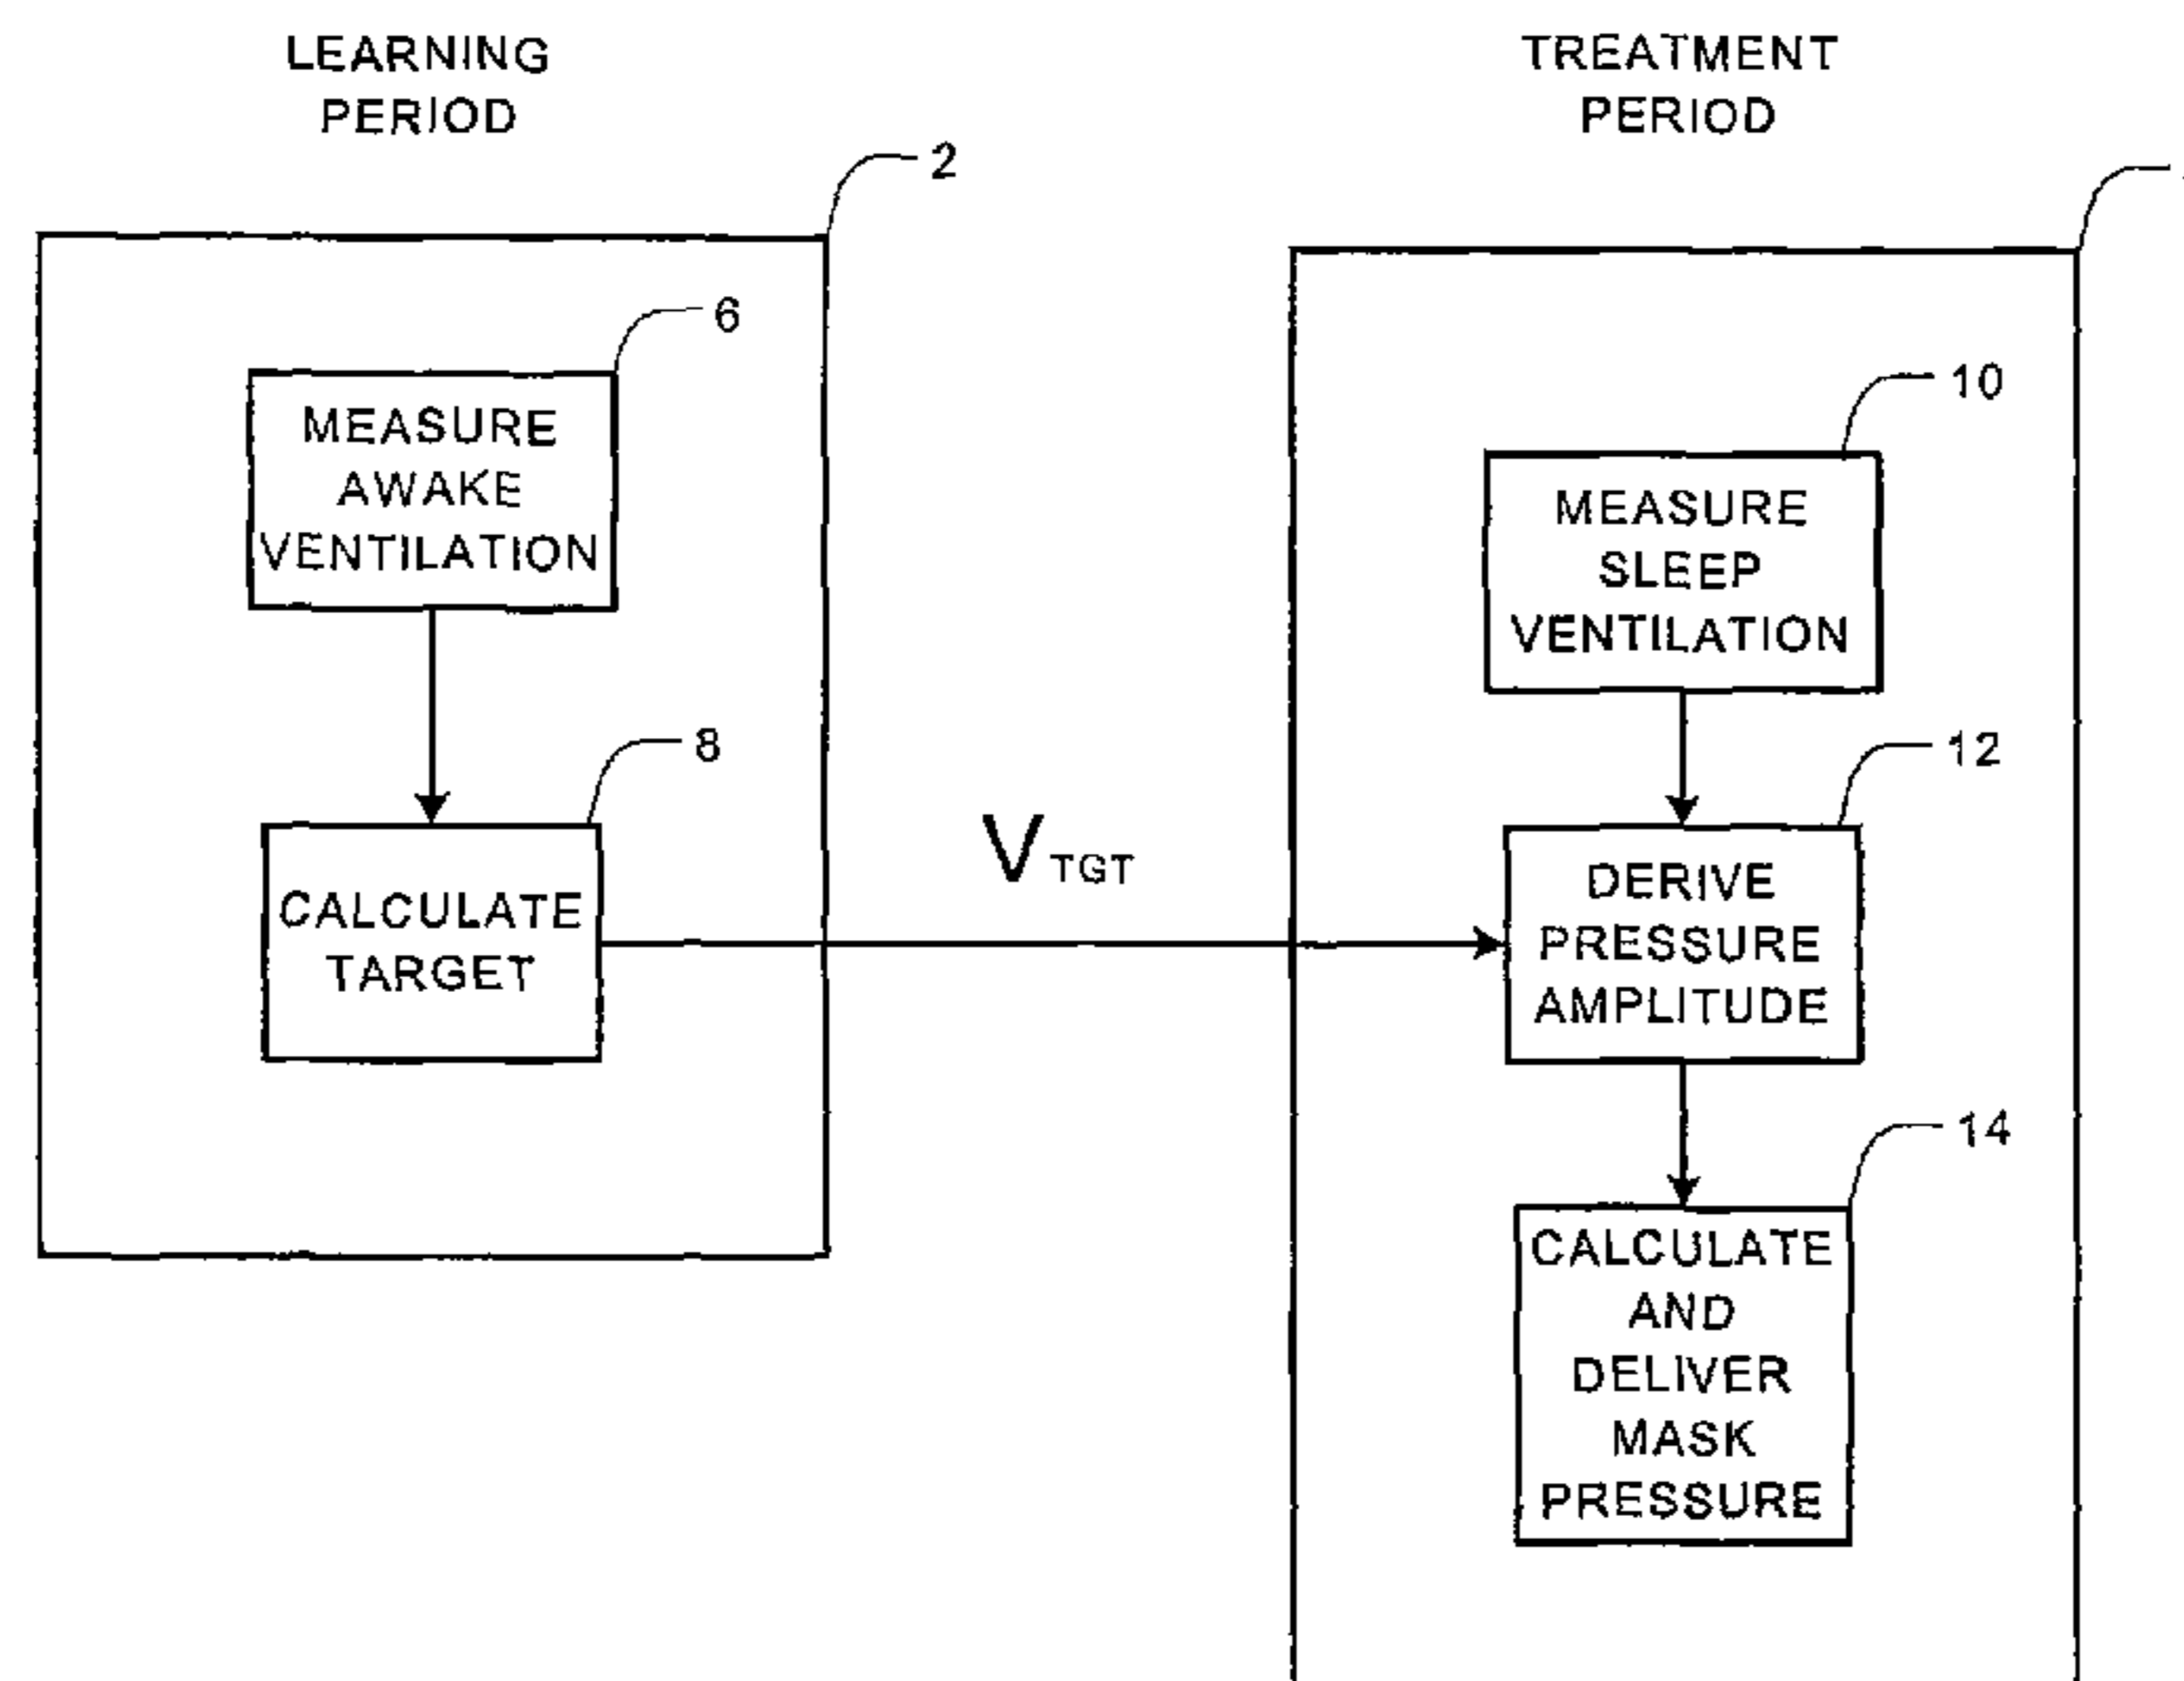 LEARNING
PERIOD
2
6
MEASURE
AWAKE
VENTILATION
8
CALCULATE
TARGET
V TGT
TREATMENT
PERIOD
10
MEASURE
SLEEP
VENTILATION
12
DERIVE
PRESSURE
AMPLITUDE
14
CALCULATE
AND
DELIVER
MASK
PRESSURE